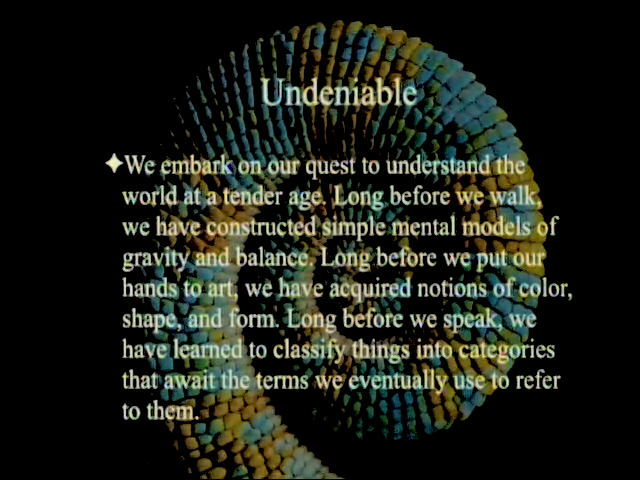 Undeniable
✦We embark on our quest to understand the
world at a tender age. Long before we walk,
we have constructed simple mental models of
gravity and balance. Long before we put our
hands to art, we have acquired notions of color,
shape, and form. Long before we speak, we
have learned to classify things into categories
that await the terms we eventually use to refer
to them.